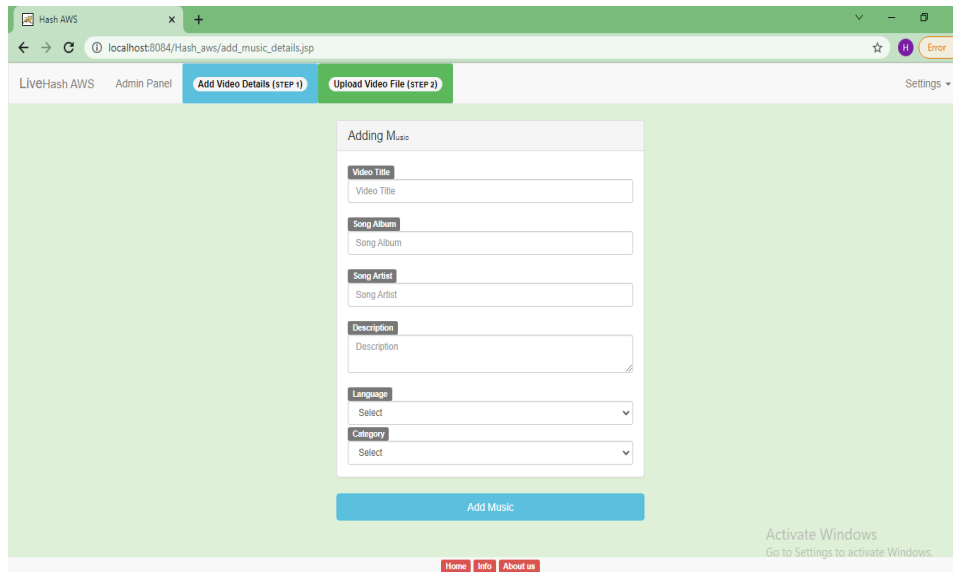 Hash AWS
localhost:8084/Hash_aws/add_music_details.jsp
H Error
LiveHash AWS Admin Panel Add Video Details (STEP 1) Upload Video File (STEP 2) Settings
Adding Music
Video Title
Video Title
Song Album
Song Album
Song Artist
Song Artist
Description
Description
Language
Select
Category
Select
Add Music
Activate Windows
Go to Settings to activate Windows.
Home Info About us